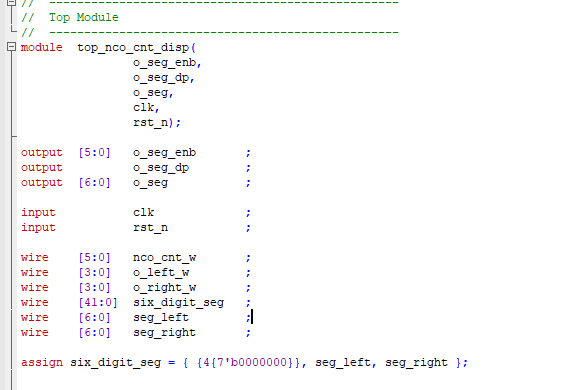 // --------------------------------------------------
// Top Module
// --------------------------------------------------
module top_nco_cnt_disp(
o_seg_enb,
o_seg_dp,
o_seg,
clk,
rst_n);
output [5:0] o_seg_enb ;
output o_seg_dp ;
output [6:0] o_seg ;
input clk ;
input rst_n ;
wire [5:0] nco_cnt_w ;
wire [3:0] o_left_w ;
wire [3:0] o_right_w ;
wire [41:0] six_digit_seg ;
wire [6:0] seg_left ;
wire [6:0] seg_right ;
assign six_digit_seg = { {4{7'b0000000}}, seg_left, seg_right };